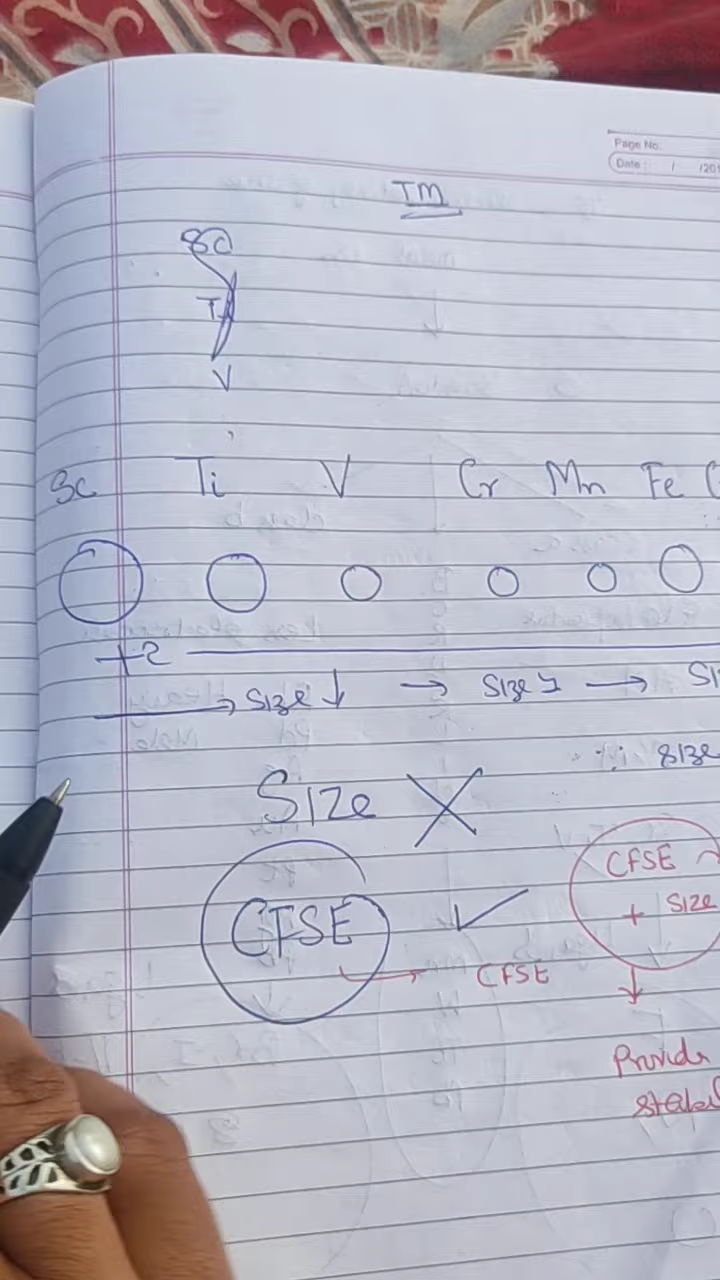 Page No.
Date : / /201
TM
Sc
Ti
V
Sc Ti V Cr Mn Fe C
+2
→ Size ↓ → Size ↓ → Si
∵ size
Size X
CFSE ✓
CFSE
+ Size
→ CFSE
Provide